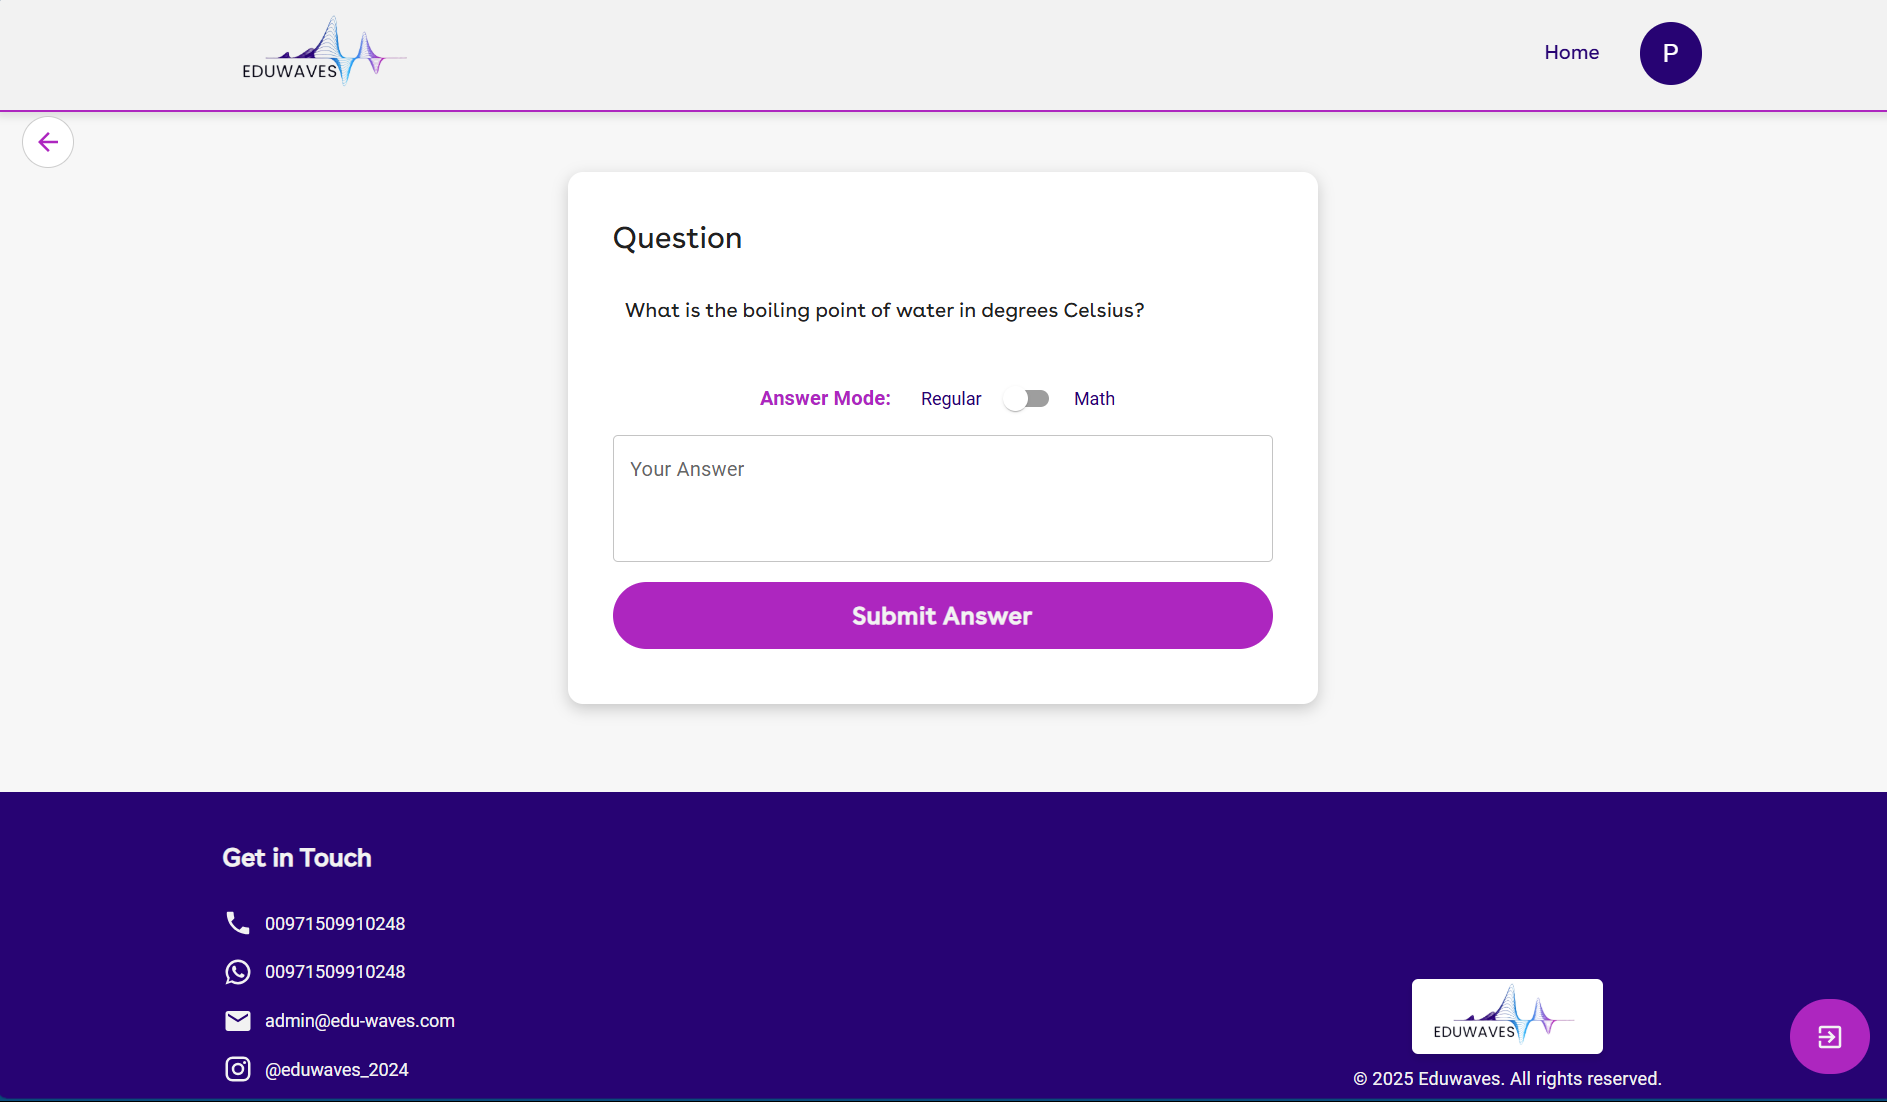 EDUWAVES
Home
P
Question
What is the boiling point of water in degrees Celsius?
Answer Mode: Regular Math
Your Answer
Submit Answer
Get in Touch
00971509910248
00971509910248
admin@edu-waves.com
@eduwaves_2024
EDUWAVES
© 2025 Eduwaves. All rights reserved.